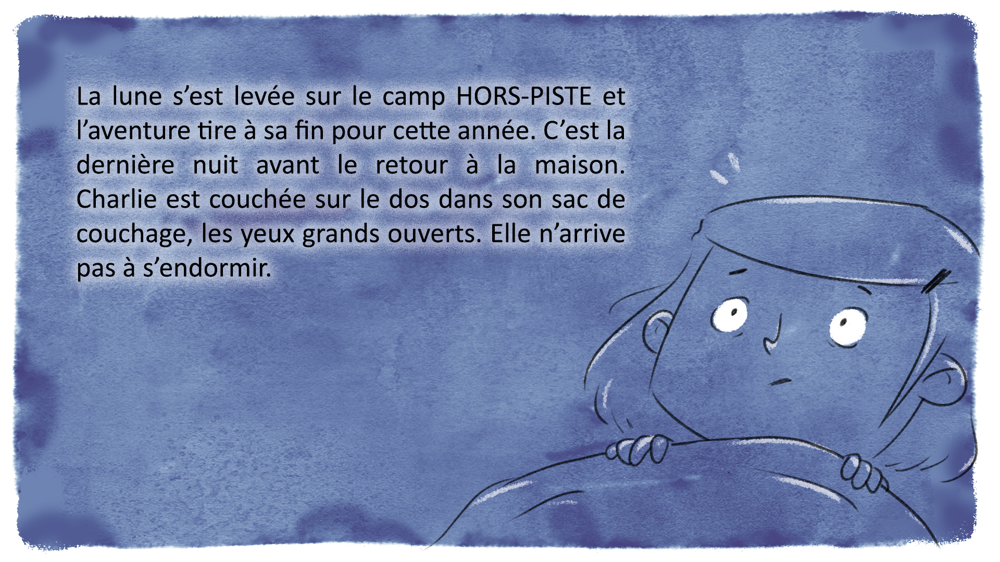 La lune s’est levée sur le camp HORS-PISTE et
l’aventure tire à sa fin pour cette année. C’est la
dernière nuit avant le retour à la maison.
Charlie est couchée sur le dos dans son sac de
couchage, les yeux grands ouverts. Elle n’arrive
pas à s’endormir.